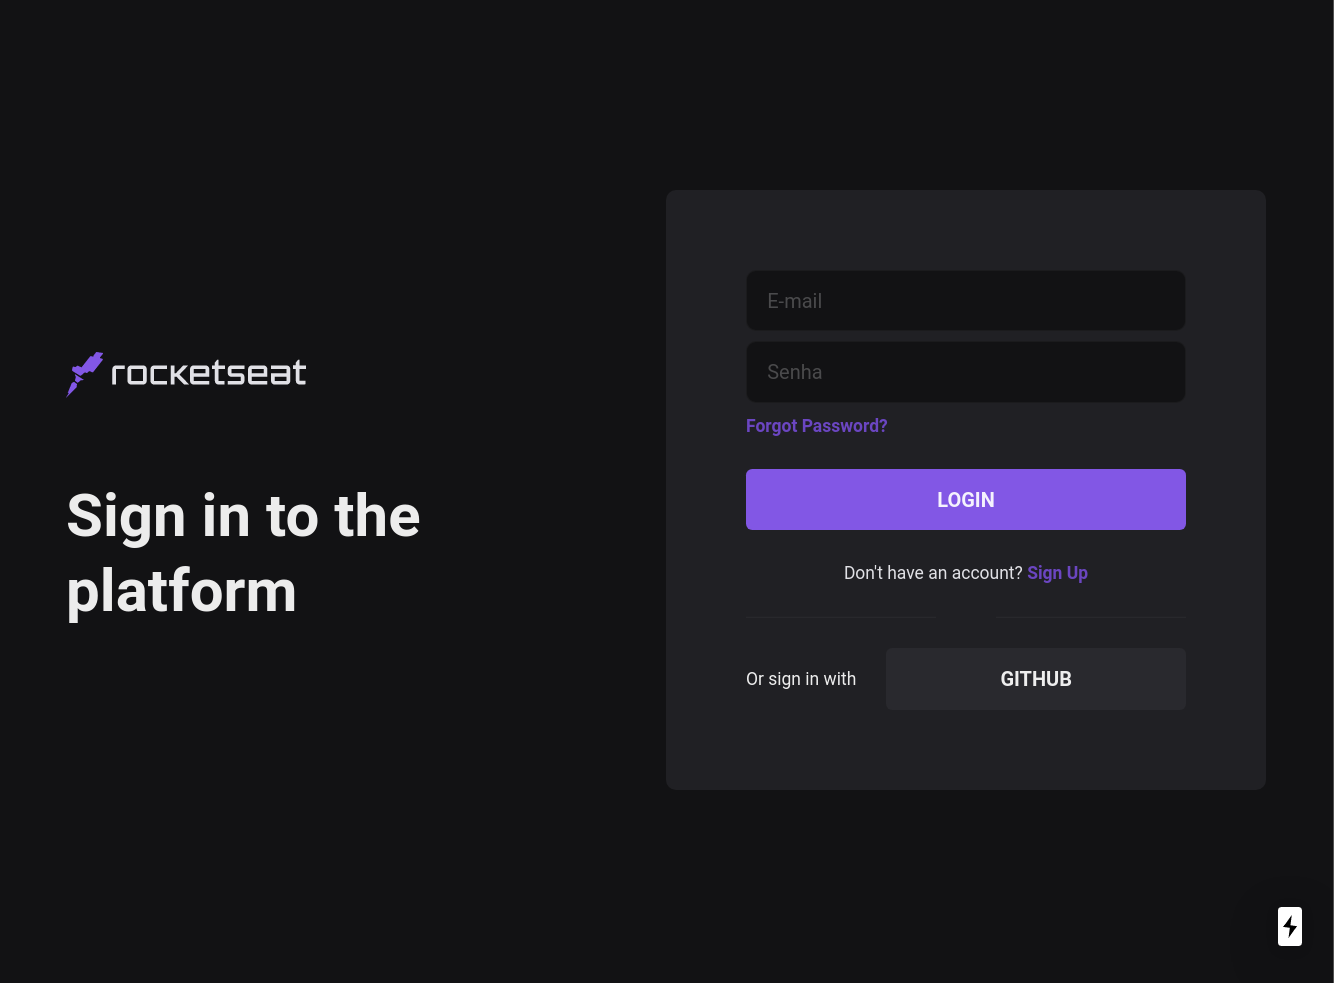 rocketseat
Sign in to the
platform
E-mail
Senha
Forgot Password?
LOGIN
Don't have an account? Sign Up
Or sign in with
GITHUB